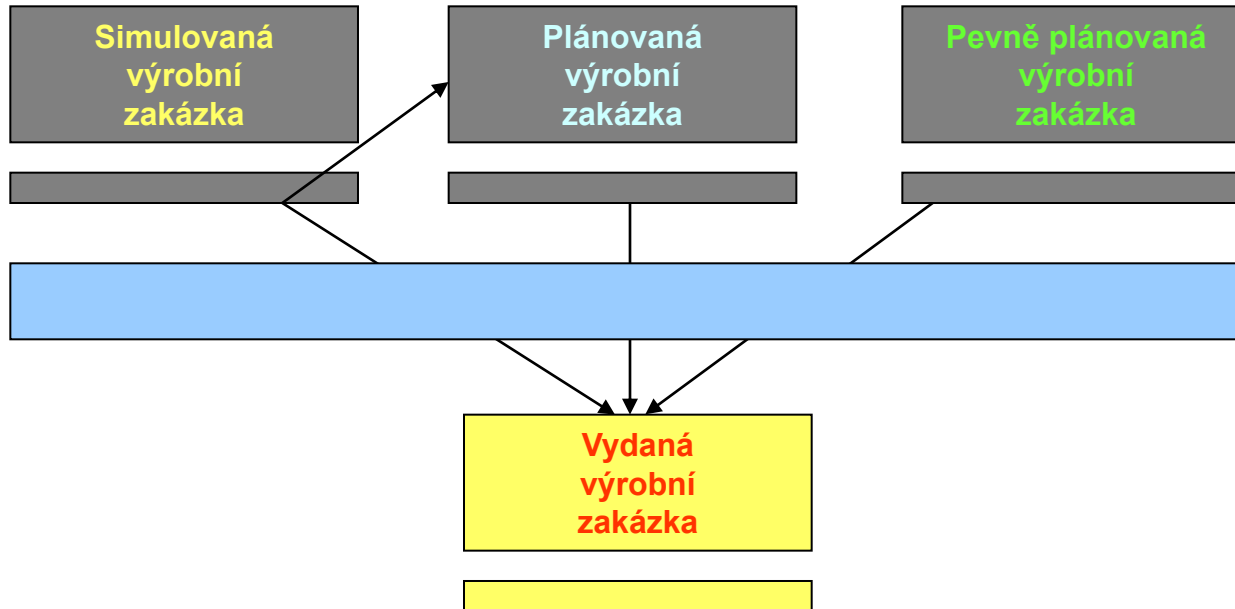 Simulovaná
výrobní
zakázka
Plánovaná
výrobní
zakázka
Pevně plánovaná
výrobní
zakázka
Vydaná
výrobní
zakázka